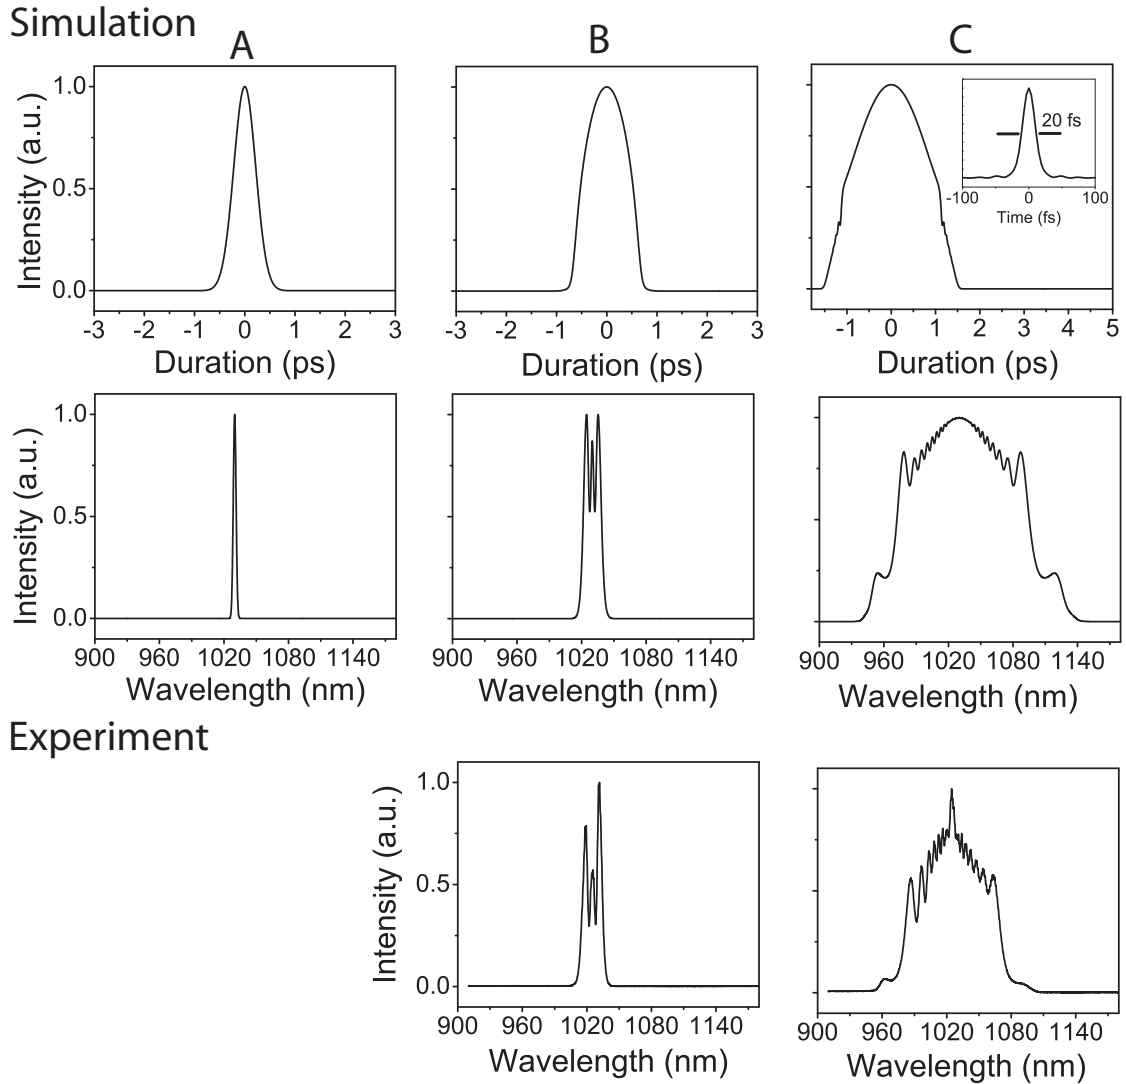 Simulation
A
B
C
Intensity (a.u.)
1.0
0.5
0.0
-3 -2 -1 0 1 2 3
Duration (ps)
-3 -2 -1 0 1 2 3
Duration (ps)
20 fs
-100 0 100
Time (fs)
-1 0 1 2 3 4 5
Duration (ps)
Intensity (a.u.)
1.0
0.5
0.0
900 960 1020 1080 1140
Wavelength (nm)
900 960 1020 1080 1140
Wavelength (nm)
900 960 1020 1080 1140
Wavelength (nm)
Experiment
Intensity (a.u.)
1.0
0.5
0.0
900 960 1020 1080 1140
Wavelength (nm)
900 960 1020 1080 1140
Wavelength (nm)